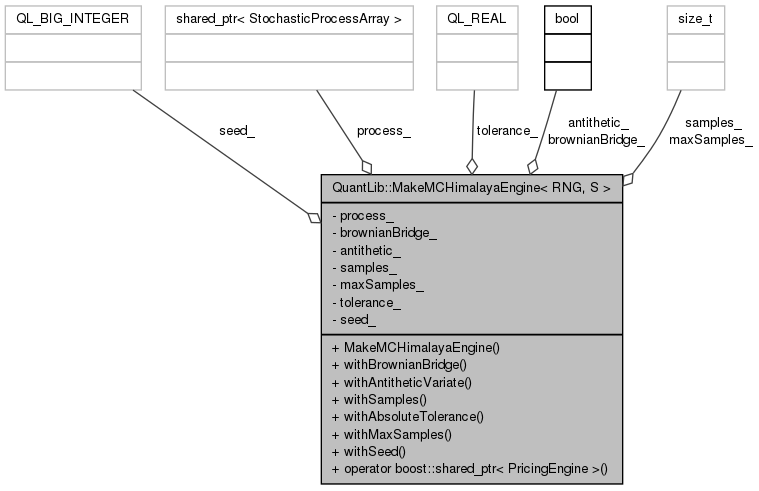 QL_BIG_INTEGER
shared_ptr< StochasticProcessArray >
QL_REAL
bool
size_t
seed_
process_
tolerance_
antithetic_
brownianBridge_
samples_
maxSamples_
QuantLib::MakeMCHimalayaEngine< RNG, S >
- process_
- brownianBridge_
- antithetic_
- samples_
- maxSamples_
- tolerance_
- seed_
+ MakeMCHimalayaEngine()
+ withBrownianBridge()
+ withAntitheticVariate()
+ withSamples()
+ withAbsoluteTolerance()
+ withMaxSamples()
+ withSeed()
+ operator boost::shared_ptr< PricingEngine >()